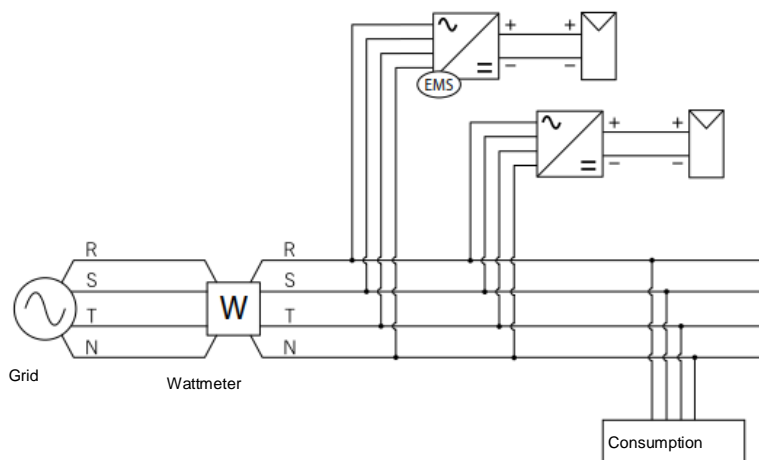 + +
− −
EMS
+ +
− −
R R
S S
W
T T
N N
Grid
Wattmeter
Consumption